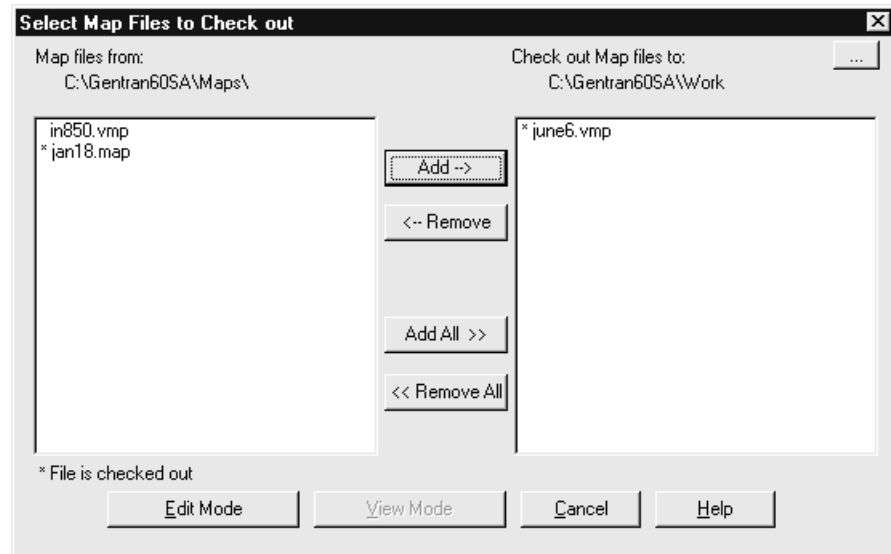 Select Map Files to Check out
Map files from:
C:\Gentran60SA\Maps\
Check out Map files to:
...
C:\Gentran60SA\Work
in850.vmp
* jan18.map
Add -->
<-- Remove
Add All >>
<< Remove All
* june6.vmp
* File is checked out
Edit Mode
View Mode
Cancel
Help